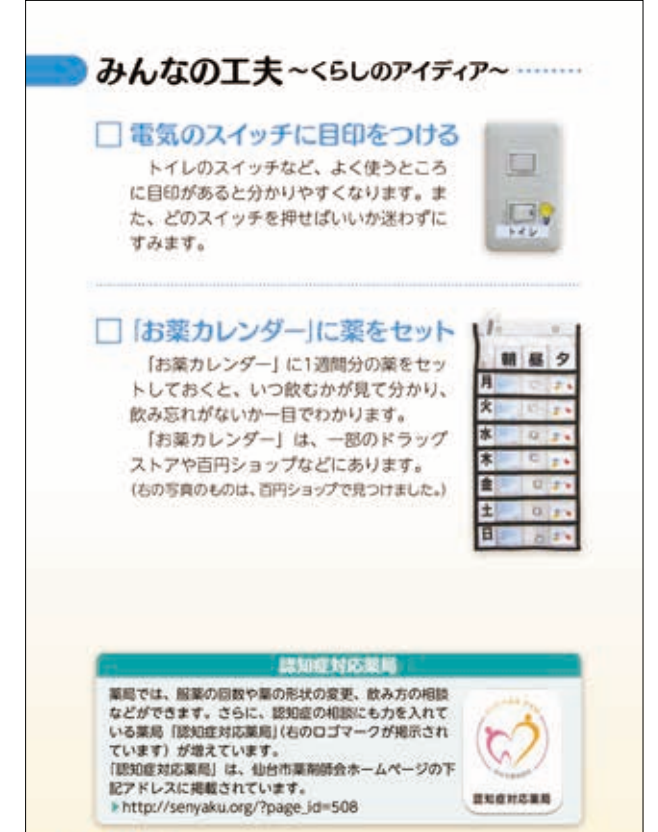 みんなの工夫 ~くらしのアイディア~
□ 電気のスイッチに目印をつける
トイレのスイッチなど、よく使うところ
に目印があると分かりやすくなります。ま
た、どのスイッチを押せばいいか迷わずに
すみます。
トイレ
□ 「お薬カレンダー」に薬をセット
「お薬カレンダー」に1週間分の薬をセッ
トしておくと、いつ飲むかが見て分かり、
飲み忘れがないか一目でわかります。
「お薬カレンダー」は、一部のドラッグ
ストアや百円ショップなどにあります。
(右の写真のものは、百円ショップで見つけました。)
朝 昼 夕
月
火
水
木
金
土
日
認知症対応薬局
薬局では、服薬の回数や薬の形状の変更、飲み方の相談
などができます。さらに、認知症の相談にも力を入れて
いる薬局「認知症対応薬局」(右のロゴマークが掲示され
ています)が増えています。
「認知症対応薬局」は、仙台市薬剤師会ホームページの下
記アドレスに掲載されています。
▶http://senyaku.org/?page_id=508
認知症対応薬局